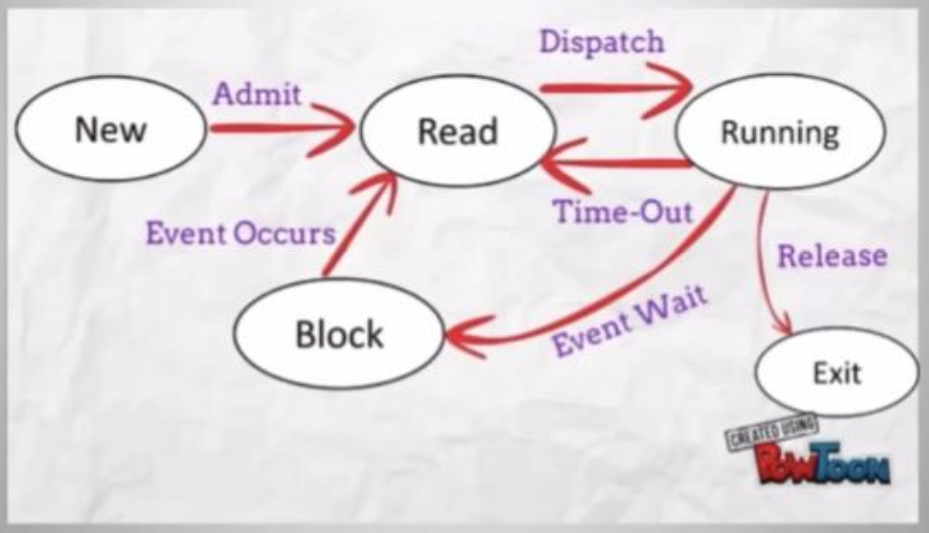 Dispatch
Admit
New
Read
Running
Time-Out
Event Occurs
Release
Event Wait
Block
Exit
CREATED USING
POWTOON